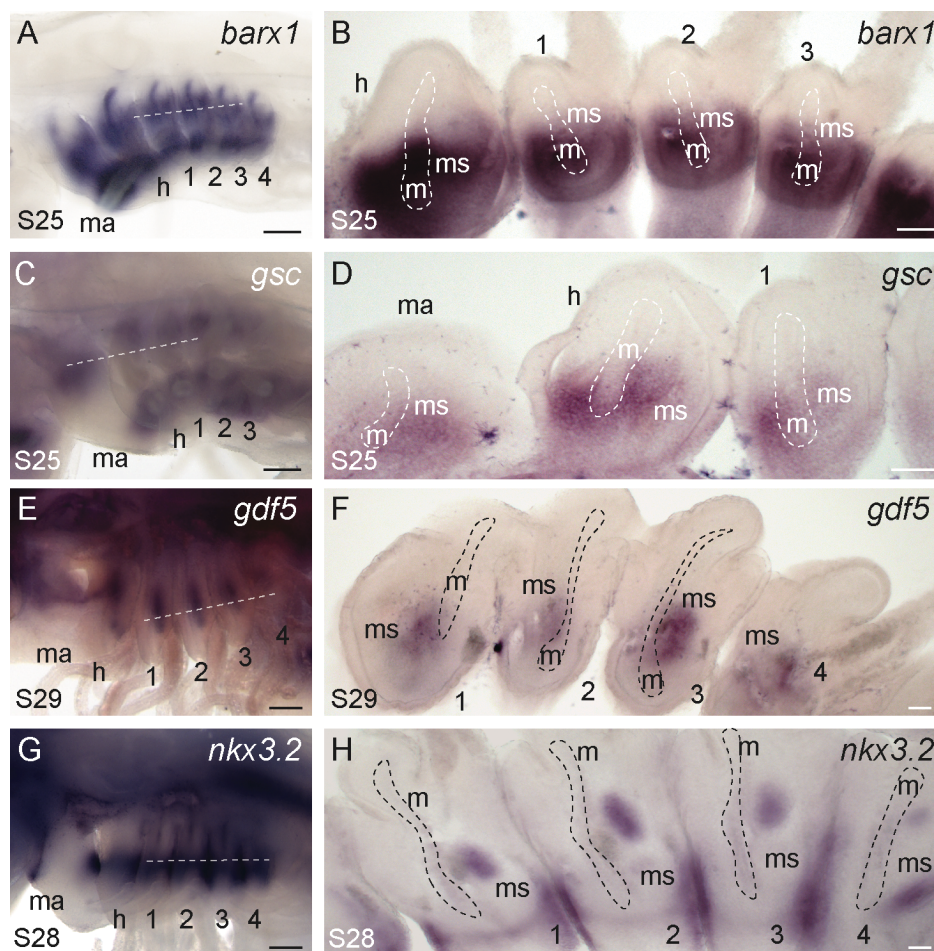 A barx1
h 1 2 3 4
S25 ma
B 1 2 3 barx1
h
ms ms ms
ms
m m m m
S25
C gsc
h 1 2 3
S25 ma
D ma h 1 gsc
m
ms ms ms
m m
S25
E gdf5
ma h 1 2 3 4
S29
F gdf5
m ms ms
ms ms
m m 4
S29 1 2 3
G nkx3.2
ma h 1 2 3 4
S28
H m m nkx3.2
m m
ms ms ms ms
S28 1 2 3 4